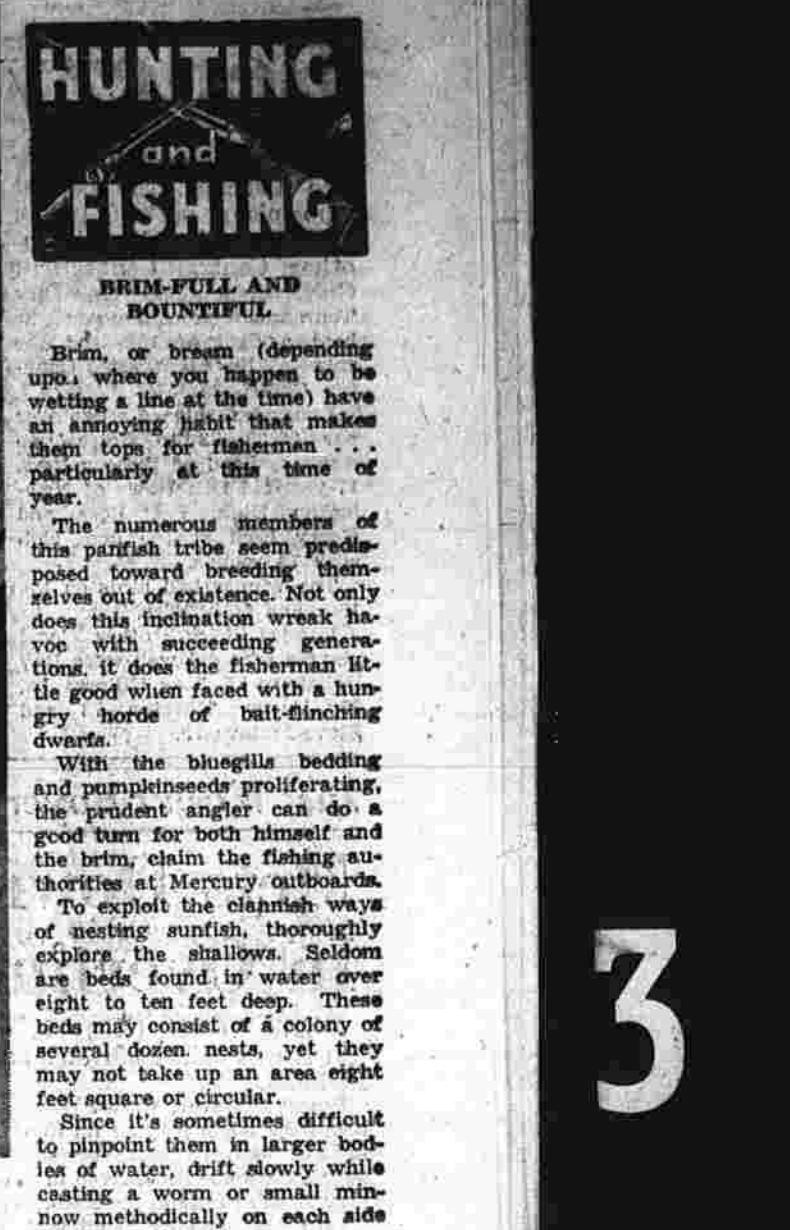 HUNTING
and
FISHING
BRIM-FULL AND
BOUNTIFUL
Brim, or bream (depending
upo.. where you happen to be
wetting a line at the time) have
an annoying habit that makes
them tops for fisherman . . .
particularly at this time of
year.
The numerous members of
this panfish tribe seem predis-
posed toward breeding them-
selves out of existence. Not only
does this inclination wreak ha-
voc with succeeding genera-
tions. it does the fisherman lit-
tle good when faced with a hun-
gry horde of bait-flinching
dwarfs.
With the bluegills bedding
and pumpkinseeds proliferating,
the prudent angler can do a
good turn for both himself and
the brim, claim the fishing au-
thorities at Mercury outboards.
To exploit the clannish ways
of nesting sunfish, thoroughly
explore the shallows. Seldom
are beds found in water over
eight to ten feet deep. These
beds may consist of a colony of
several dozen nests, yet they
may not take up an area eight
feet square or circular.
Since it's sometimes difficult
to pinpoint them in larger bod-
ies of water, drift slowly while
casting a worm or small min-
now methodically on each side
3